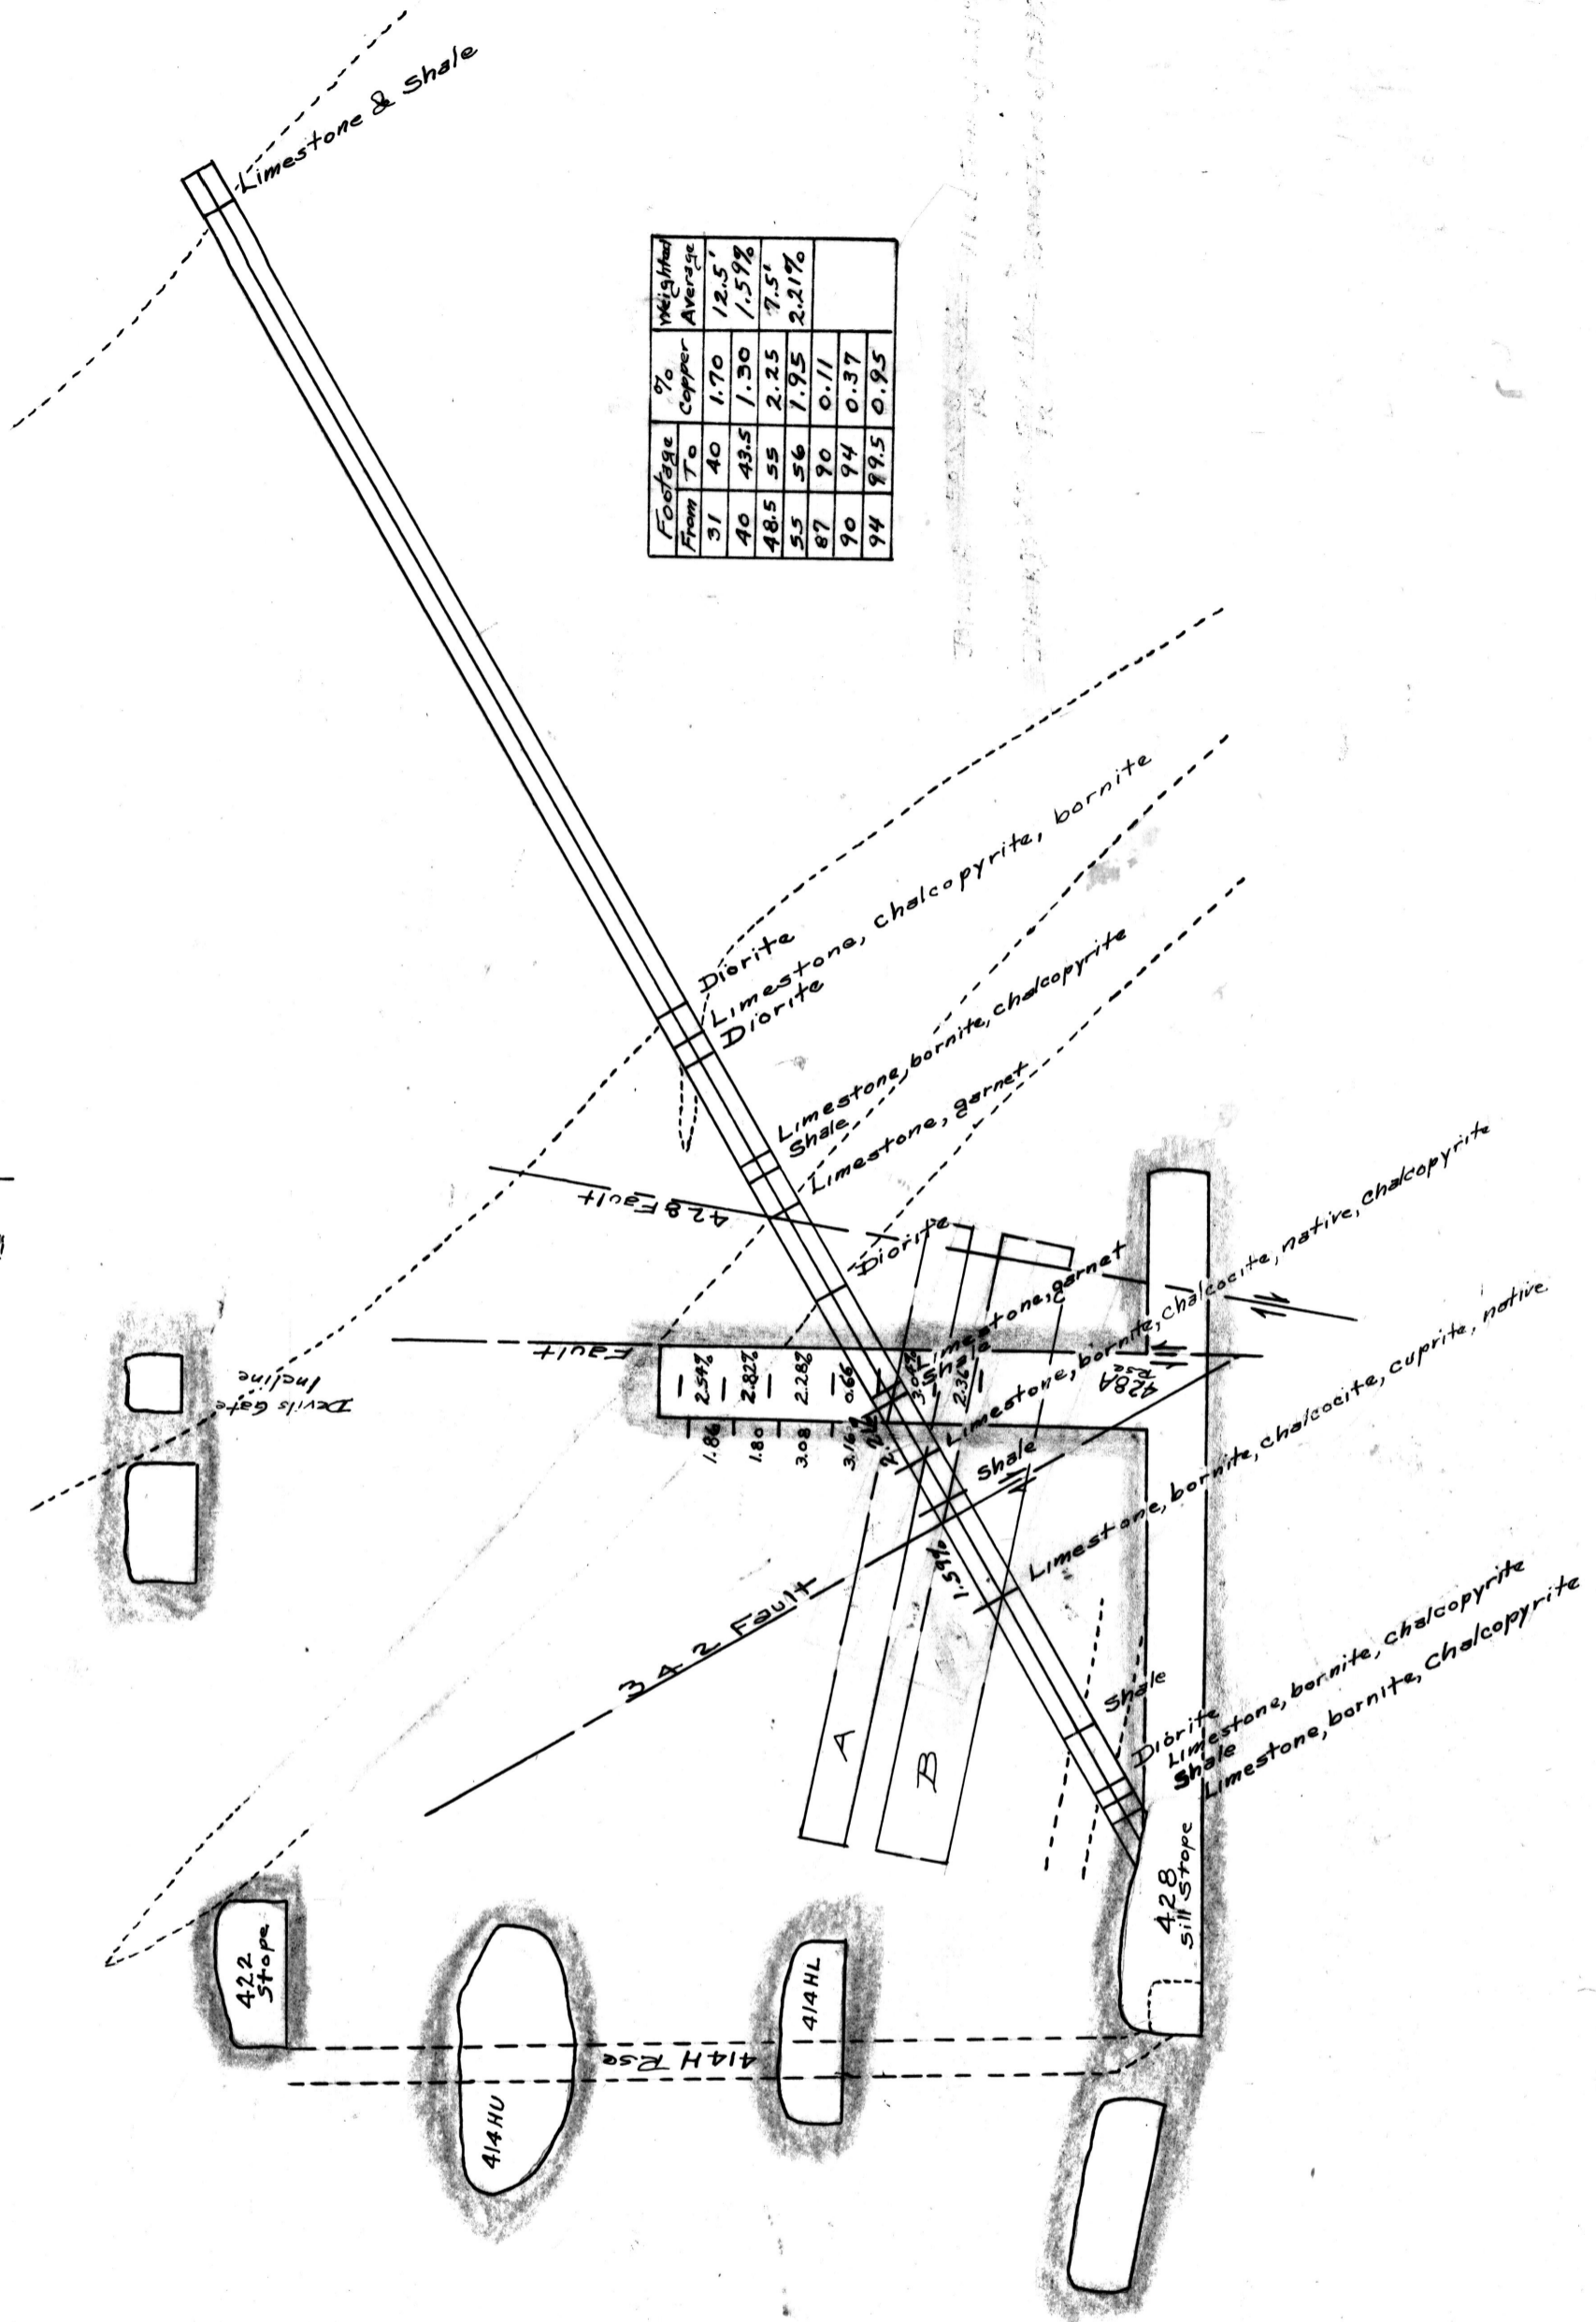 Limestone & Shale
Footage
% Copper
Weighted Average
From To
31 40 1.70 12.5'
40 43.5 1.30 1.59%
48.5 55 2.25 7.5'
55 56 1.95 2.21%
87 90 0.11
90 94 0.37
94 99.5 0.95
Diorite
Limestone, chalcopyrite, bornite
Diorite
Limestone, bornite, chalcopyrite
Shale
Limestone, garnet
428 Fault
Diorite
Limestone, garnet
Shale
Limestone, bornite, chalcocite, native, chalcopyrite
Shale
Limestone, bornite, chalcocite, cuprite, native
Shale
Diorite
Limestone, bornite, chalcopyrite
Shale
Limestone, bornite, chalcopyrite
Fault
2.54%
2.82%
2.28%
0.66
3.04%
2.36%
1.86
1.80
3.08
3.16
428A
Rse
1.59%
342 Fault
A
B
Devils Gate
Incline
422
Stope
414HU
414H Rse
414HL
428
Sill Stope